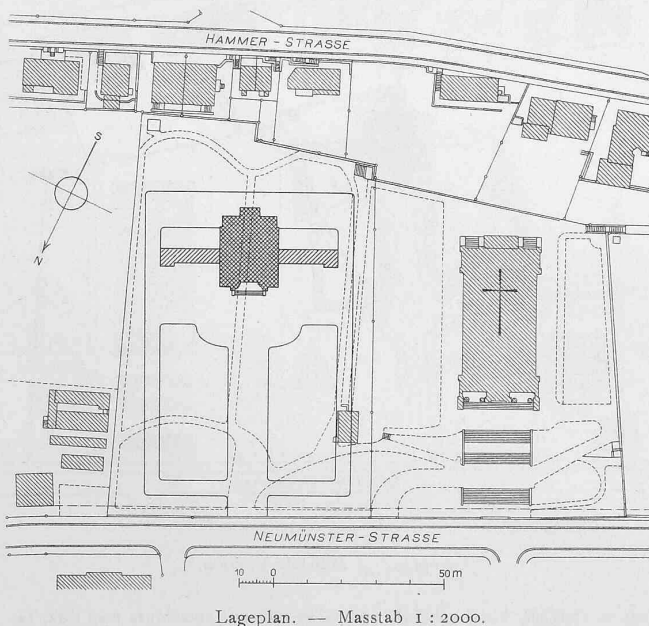 HAMMER - STRASSE
S
N
NEUMÜNSTER - STRASSE
10 0 50 m
Lageplan. — Masstab 1 : 2000.